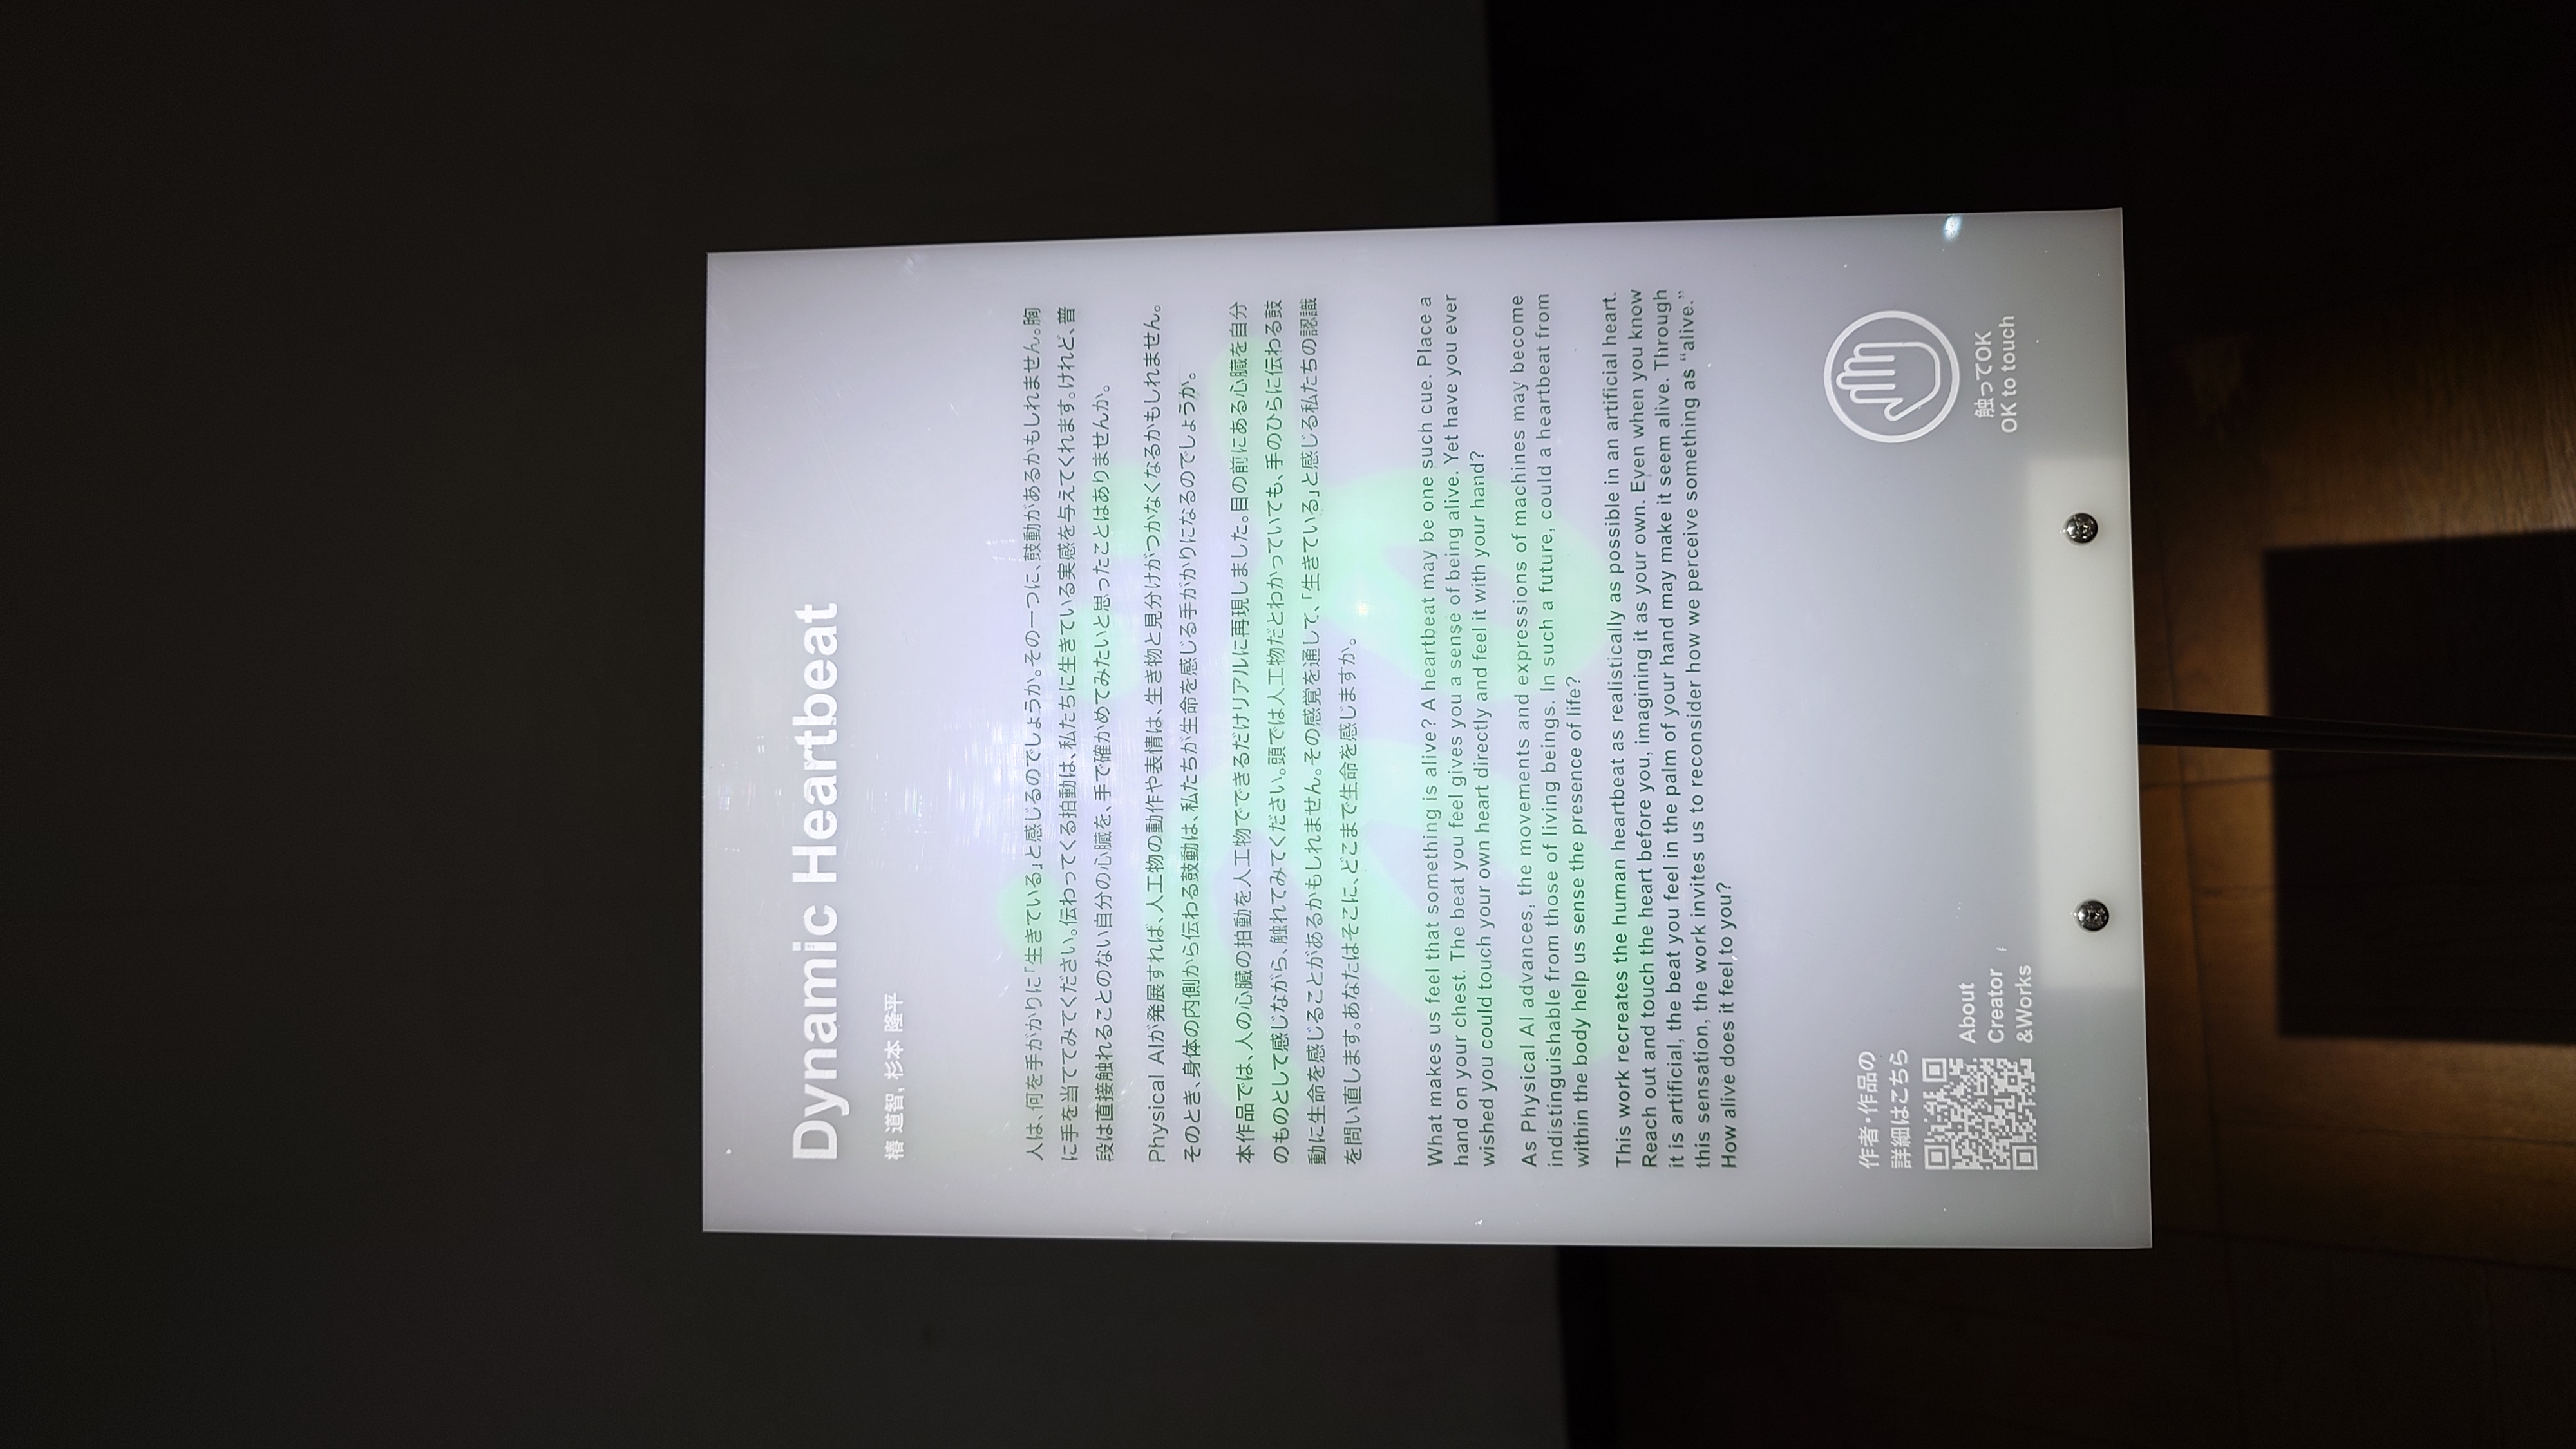 Dynamic Heartbeat
椿 道智, 杉本 隆平
人は、何を手がかりに「生きている」と感じるのでしょうか。その一つに、鼓動があるかもしれません。胸
に手を当ててみてください。伝わってくる拍動は、私たちに生きている実感を与えてくれます。けれど、普
段は直接触れることのない自分の心臓を、手で確かめてみたいと思ったことはありませんか。
Physical AIが発展すれば、人工物の動作や表情は、生き物と見分けがつかなくなるかもしれません。
そのとき、身体の内側から伝わる鼓動は、私たちが生命を感じる手がかりになるのでしょうか。
本作品では、人の心臓の拍動を人工物でできるだけリアルに再現しました。目の前にある心臓を自分
のものとして感じながら、触れてみてください。頭では人工物だとわかっていても、手のひらに伝わる鼓
動に生命を感じることがあるかもしれません。その感覚を通して、「生きている」と感じる私たちの認識
を問い直します。あなたはそこに、どこまで生命を感じますか。
What makes us feel that something is alive? A heartbeat may be one such cue. Place a
hand on your chest. The beat you feel gives you a sense of being alive. Yet have you ever
wished you could touch your own heart directly and feel it with your hand?
As Physical AI advances, the movements and expressions of machines may become
indistinguishable from those of living beings. In such a future, could a heartbeat from
within the body help us sense the presence of life?
This work recreates the human heartbeat as realistically as possible in an artificial heart.
Reach out and touch the heart before you, imagining it as your own. Even when you know
it is artificial, the beat you feel in the palm of your hand may make it seem alive. Through
this sensation, the work invites us to reconsider how we perceive something as “alive.”
How alive does it feel to you?
作者・作品の
詳細はこちら
About
Creator
&Works
触ってOK
OK to touch